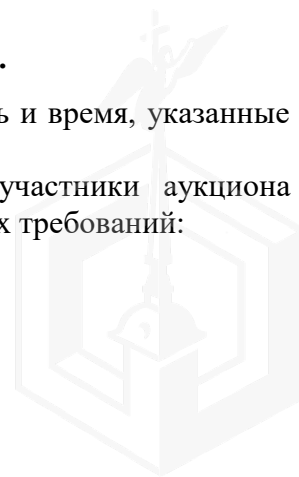 .
ь и время, указанные
участники аукциона
х требований: